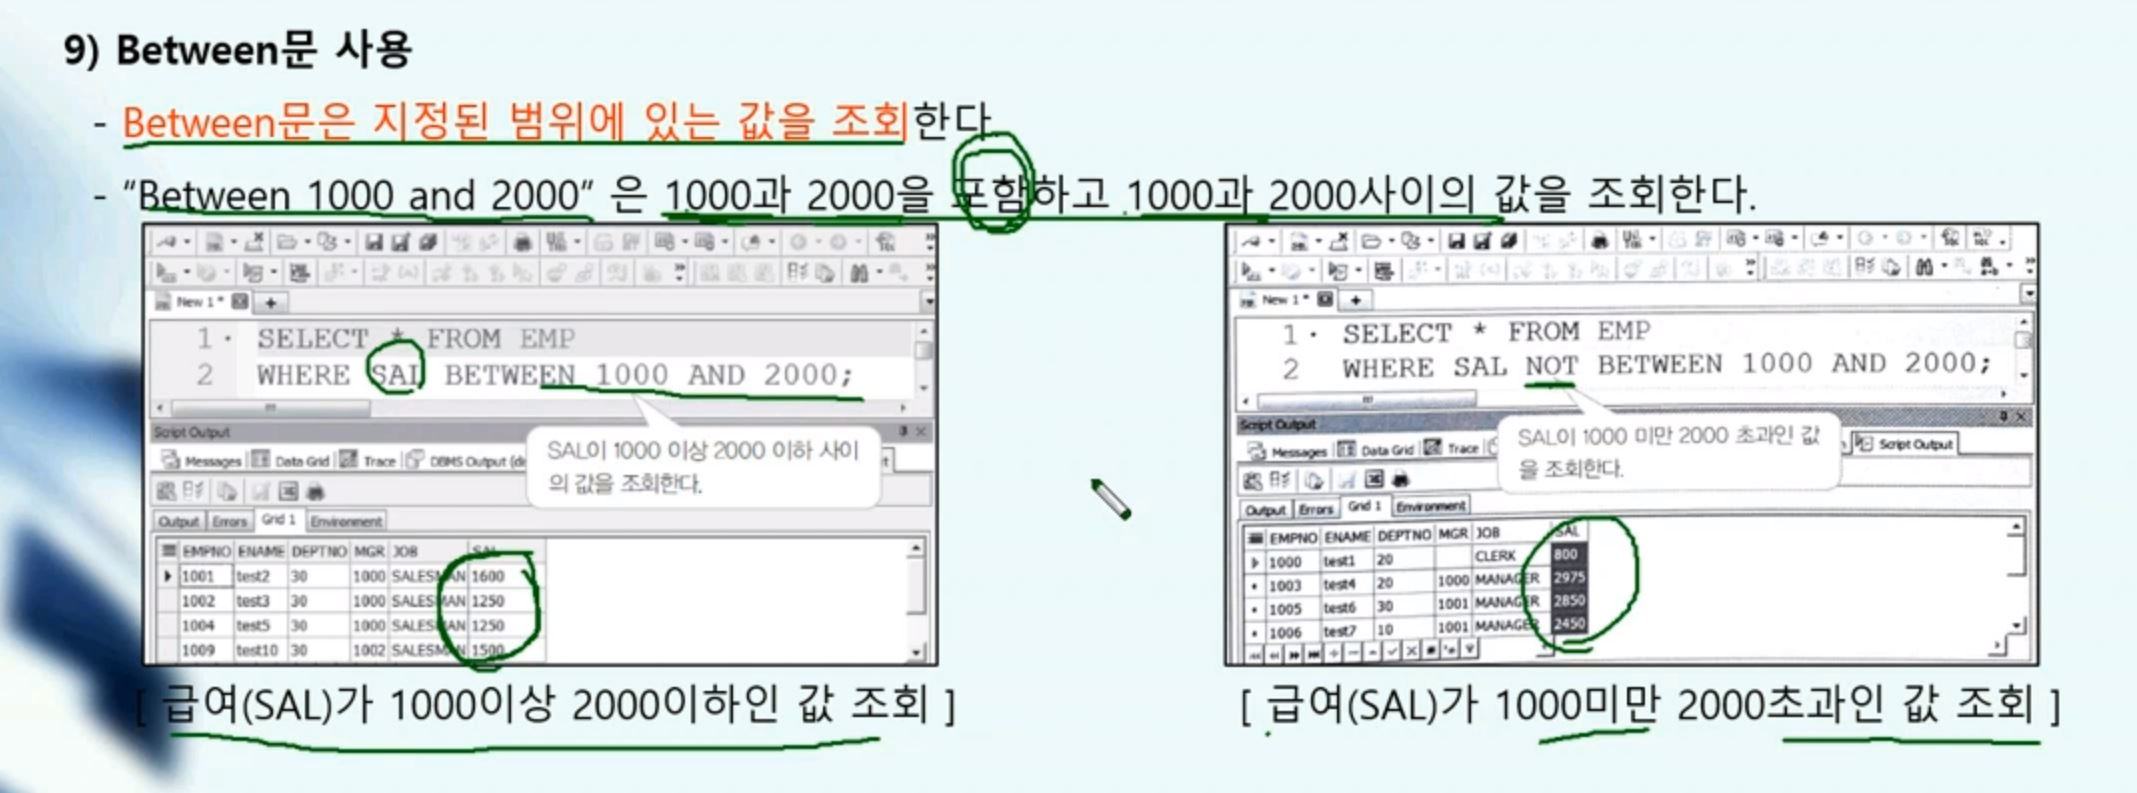 9) Between문 사용
- Between문은 지정된 범위에 있는 값을 조회한다
- “Between 1000 and 2000” 은 1000과 2000을 포함하고 1000과 2000사이의 값을 조회한다.
New 1 *
1 SELECT * FROM EMP
2 WHERE SAL BETWEEN 1000 AND 2000;
SAL이 1000 이상 2000 이하 사이
의 값을 조회한다.
Script Output
Messages Data Grid Trace DBMS Output
Output Errors Grid 1 Environment
EMPNO ENAME DEPTNO MGR JOB SAL
1001 test2 30 1000 SALESMAN 1600
1002 test3 30 1000 SALESMAN 1250
1004 test5 30 1000 SALESMAN 1250
1009 test10 30 1002 SALESMAN 1500
[ 급여(SAL)가 1000이상 2000이하인 값 조회 ]
New 1 *
1 SELECT * FROM EMP
2 WHERE SAL NOT BETWEEN 1000 AND 2000;
SAL이 1000 미만 2000 초과인 값
을 조회한다.
Script Output
Messages Data Grid Trace Script Output
Output Errors Grid 1 Environment
EMPNO ENAME DEPTNO MGR JOB SAL
1000 test1 20 CLERK 800
1003 test4 20 1000 MANAGER 2975
1005 test6 30 1001 MANAGER 2850
1006 test7 10 1001 MANAGER 2450
[ 급여(SAL)가 1000미만 2000초과인 값 조회 ]